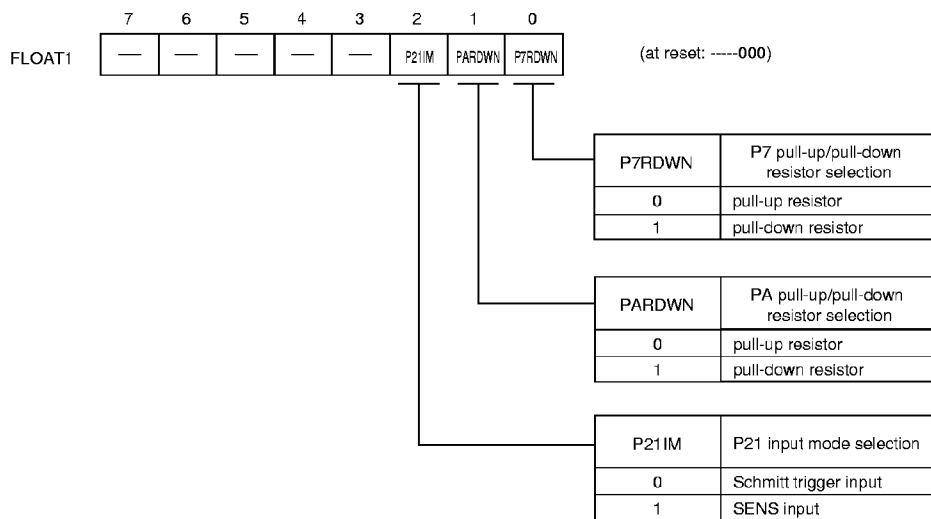 7 6 5 4 3 2 1 0
FLOAT1 — — — — — P21IM PARDWN P7RDWN (at reset: -----000)
P7RDWN P7 pull-up/pull-down
resistor selection
0 pull-up resistor
1 pull-down resistor
PARDWN PA pull-up/pull-down
resistor selection
0 pull-up resistor
1 pull-down resistor
P21IM P21 input mode selection
0 Schmitt trigger input
1 SENS input